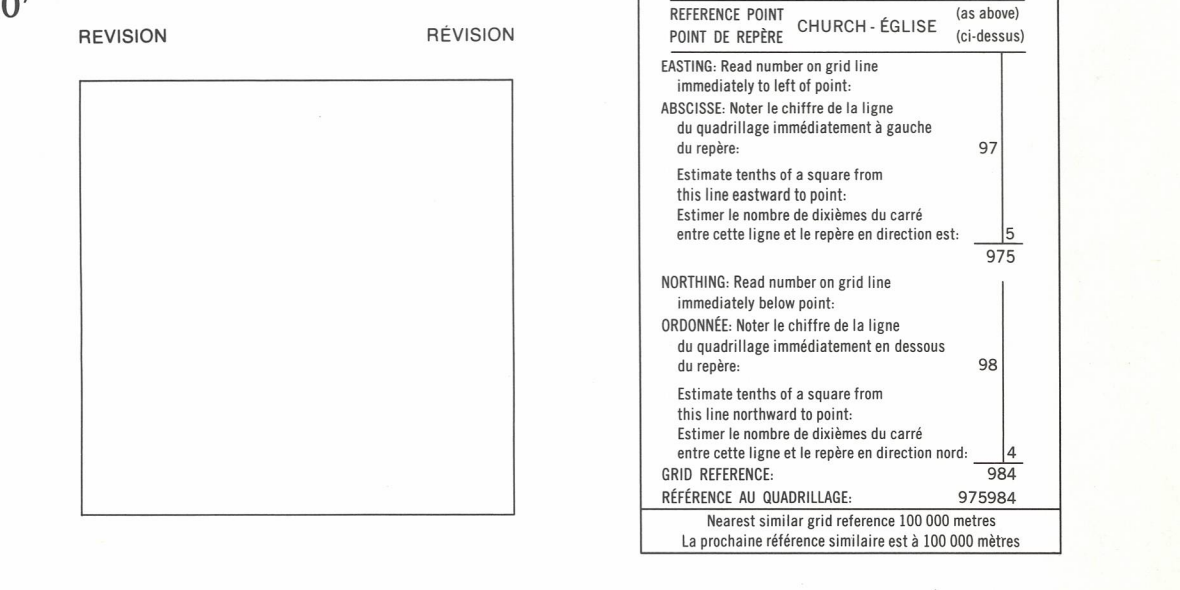 0′
REVISION
RÉVISION
REFERENCE POINT
POINT DE REPÈRE
CHURCH - ÉGLISE
(as above)
(ci-dessus)
EASTING: Read number on grid line
immediately to left of point:
ABSCISSE: Noter le chiffre de la ligne
du quadrillage immédiatement à gauche
du repère: 97
Estimate tenths of a square from
this line eastward to point:
Estimer le nombre de dixièmes du carré
entre cette ligne et le repère en direction est: 5
975
NORTHING: Read number on grid line
immediately below point:
ORDONNÉE: Noter le chiffre de la ligne
du quadrillage immédiatement en dessous
du repère: 98
Estimate tenths of a square from
this line northward to point:
Estimer le nombre de dixièmes du carré
entre cette ligne et le repère en direction nord: 4
GRID REFERENCE: 984
RÉFÉRENCE AU QUADRILLAGE: 975984
Nearest similar grid reference 100 000 metres
La prochaine référence similaire est à 100 000 mètres